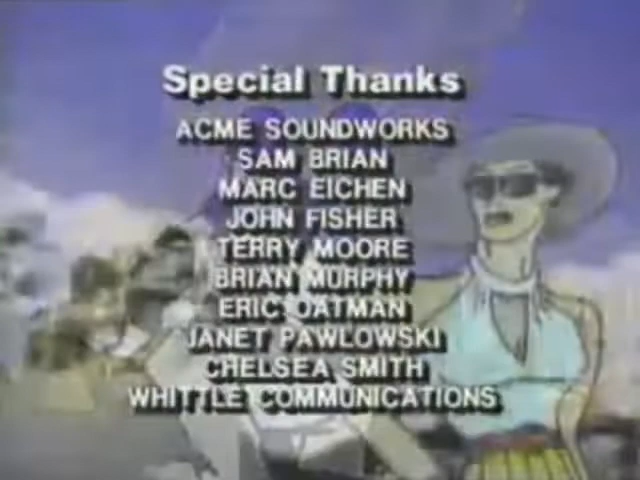 Special Thanks
ACME SOUNDWORKS
SAM BRIAN
MARC EICHEN
JOHN FISHER
TERRY MOORE
BRIAN MURPHY
ERIC OATMAN
JANET PAWLOWSKI
CHELSEA SMITH
WHITTLE COMMUNICATIONS